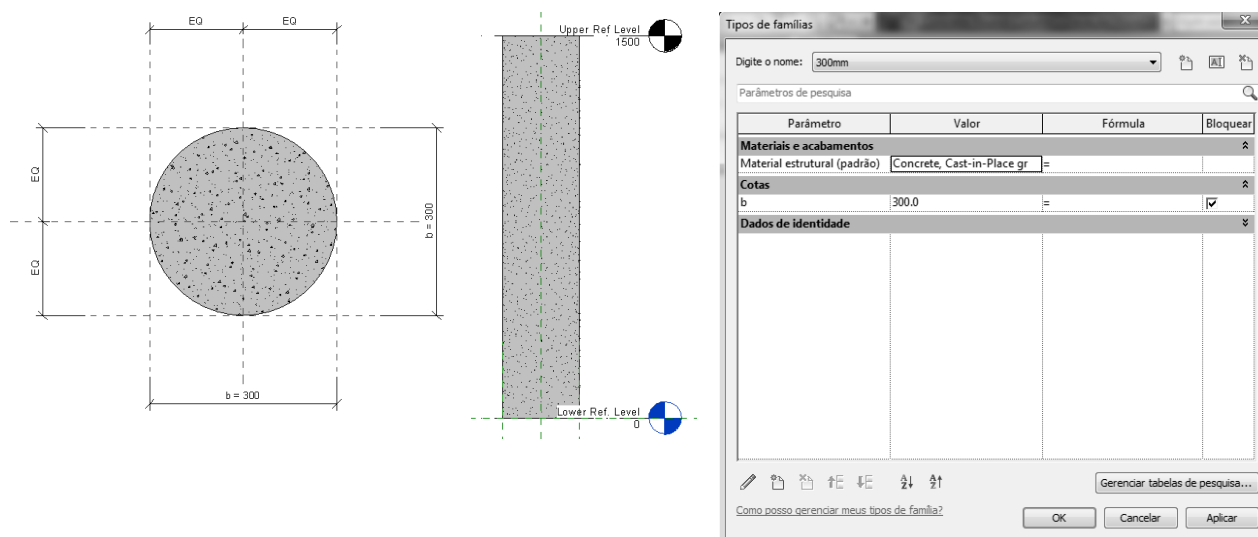 EQ EQ
EQ
EQ
b = 300
b = 300
Upper Ref Level
1500
Lower Ref. Level
0
Tipos de famílias
Digite o nome: 300mm
Parâmetros de pesquisa
Parâmetro Valor Fórmula Bloquear
Materiais e acabamentos
Material estrutural (padrão) Concrete, Cast-in-Place gr =
Cotas
b 300.0 =
Dados de identidade
Gerenciar tabelas de pesquisa...
Como posso gerenciar meus tipos de família?
OK Cancelar Aplicar